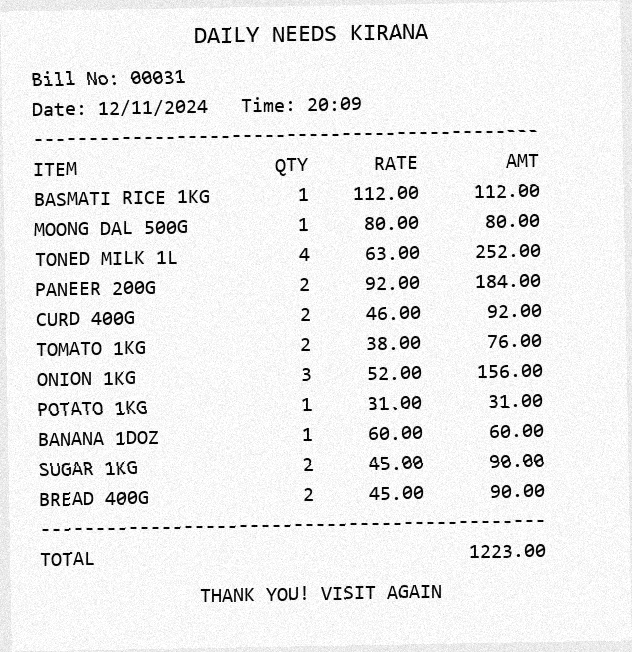 DAILY NEEDS KIRANA
Bill No: 00031
Date: 12/11/2024 Time: 20:09
----------------------------------------------
ITEM QTY RATE AMT
BASMATI RICE 1KG 1 112.00 112.00
MOONG DAL 500G 1 80.00 80.00
TONED MILK 1L 4 63.00 252.00
PANEER 200G 2 92.00 184.00
CURD 400G 2 46.00 92.00
TOMATO 1KG 2 38.00 76.00
ONION 1KG 3 52.00 156.00
POTATO 1KG 1 31.00 31.00
BANANA 1DOZ 1 60.00 60.00
SUGAR 1KG 2 45.00 90.00
BREAD 400G 2 45.00 90.00
----------------------------------------------
TOTAL 1223.00
THANK YOU! VISIT AGAIN